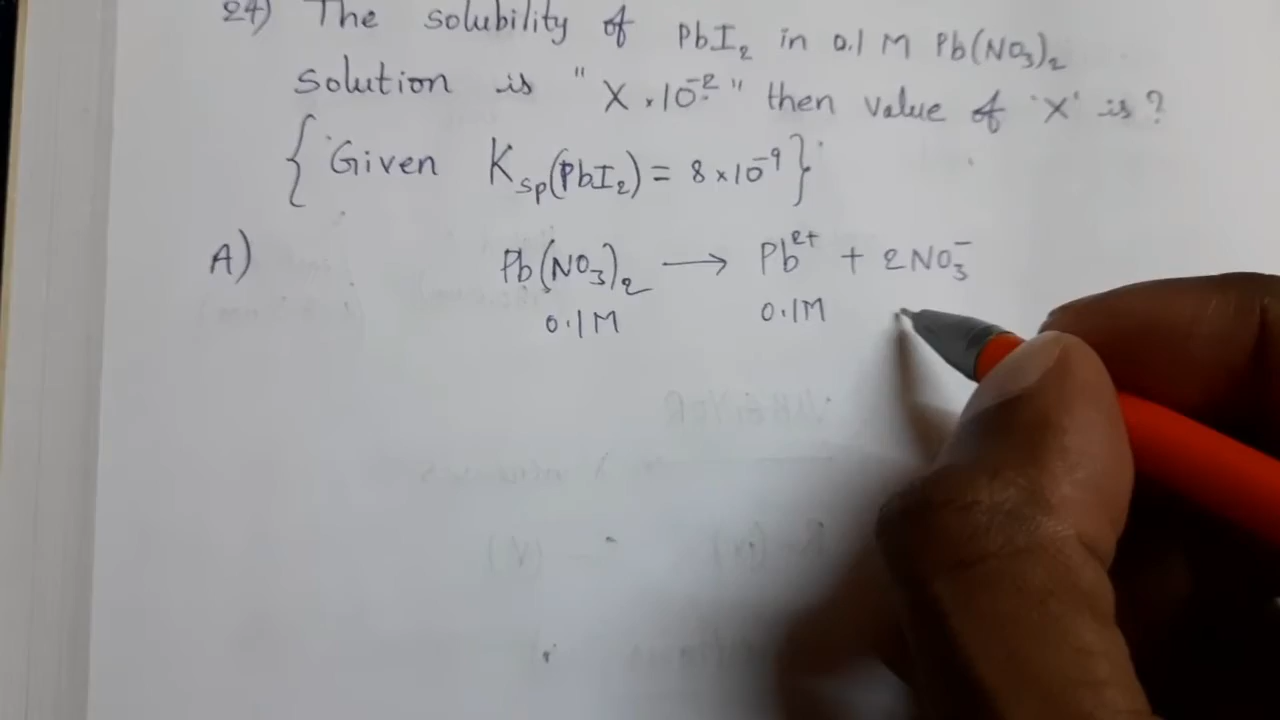 24) The solubility of PbI₂ in 0.1 M Pb(NO₃)₂
solution is "X × 10⁻²" then value of 'X' is?
{Given Ksp(PbI₂) = 8 × 10⁻⁹}
A) Pb(NO₃)₂ → Pb²⁺ + 2NO₃⁻
0.1M 0.1M